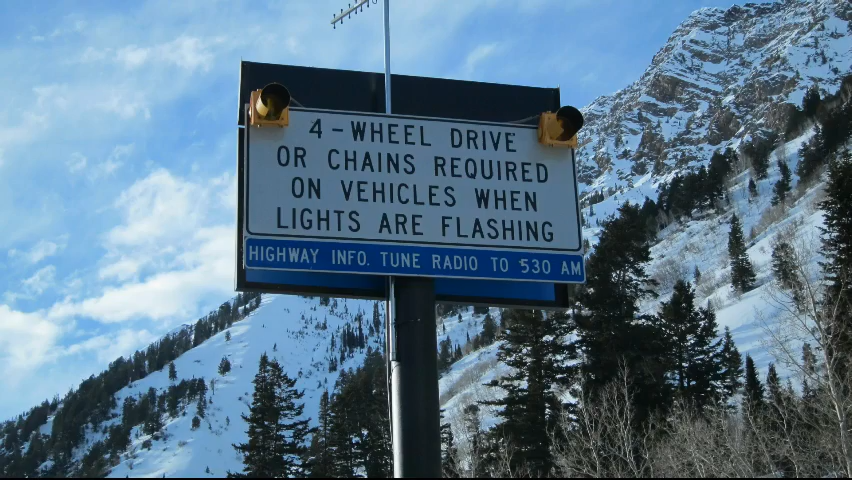 4-WHEEL DRIVE
OR CHAINS REQUIRED
ON VEHICLES WHEN
LIGHTS ARE FLASHING
HIGHWAY INFO. TUNE RADIO TO 530 AM